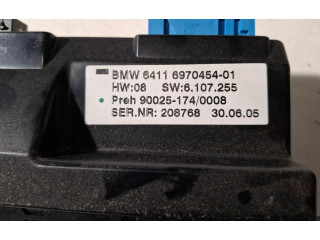 BMW 6411 6970454-01
HW:08 SW:6.107.255
Preh 90025-174/0008
SER.NR: 208768 30.06.05